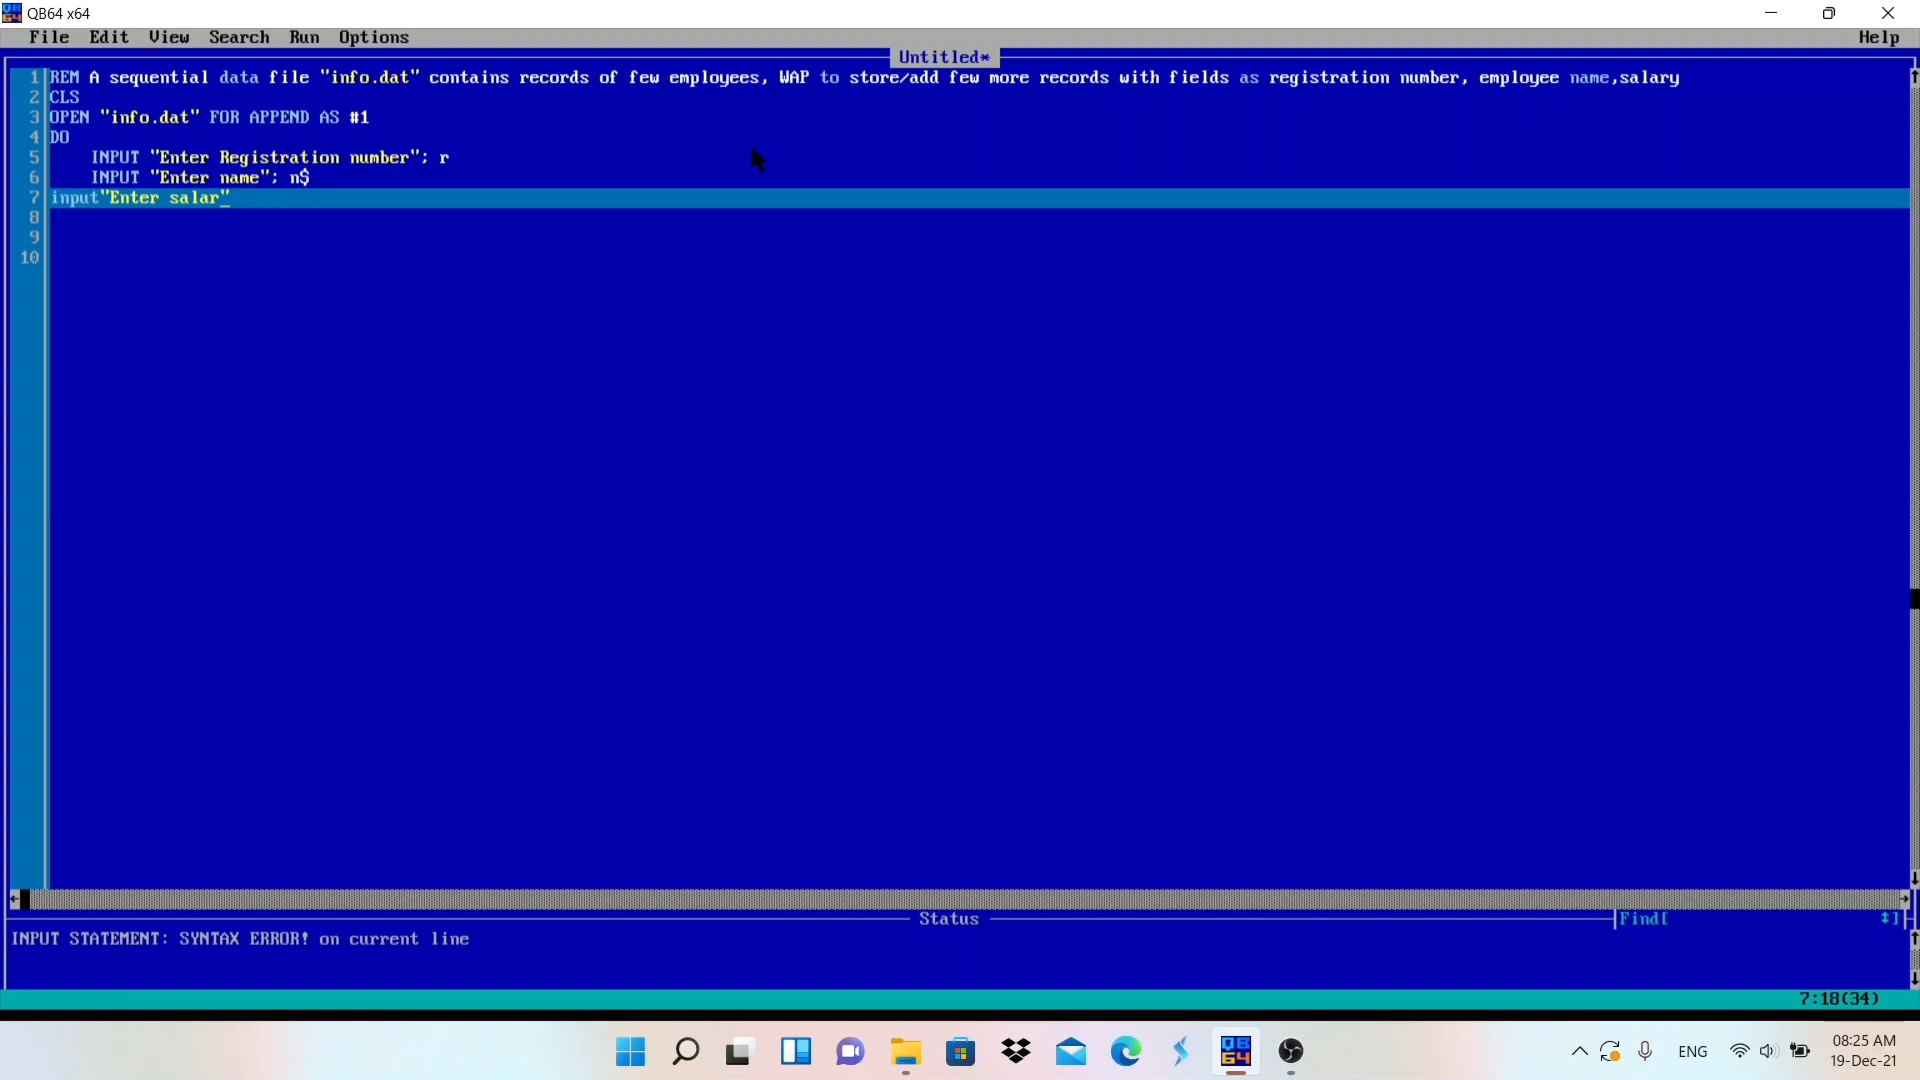 QB64 x64
File Edit View Search Run Options Help
Untitled*
1 REM A sequential data file "info.dat" contains records of few employees, WAP to store/add few more records with fields as registration number, employee name,salary
2 CLS
3 OPEN "info.dat" FOR APPEND AS #1
4 DO
5 INPUT "Enter Registration number"; r
6 INPUT "Enter name"; n$
7 input"Enter salar"_
8
9
10
Status
Find[ ]
INPUT STATEMENT: SYNTAX ERROR! on current line
7:18(34)
QB64
ENG
08:25 AM
19-Dec-21